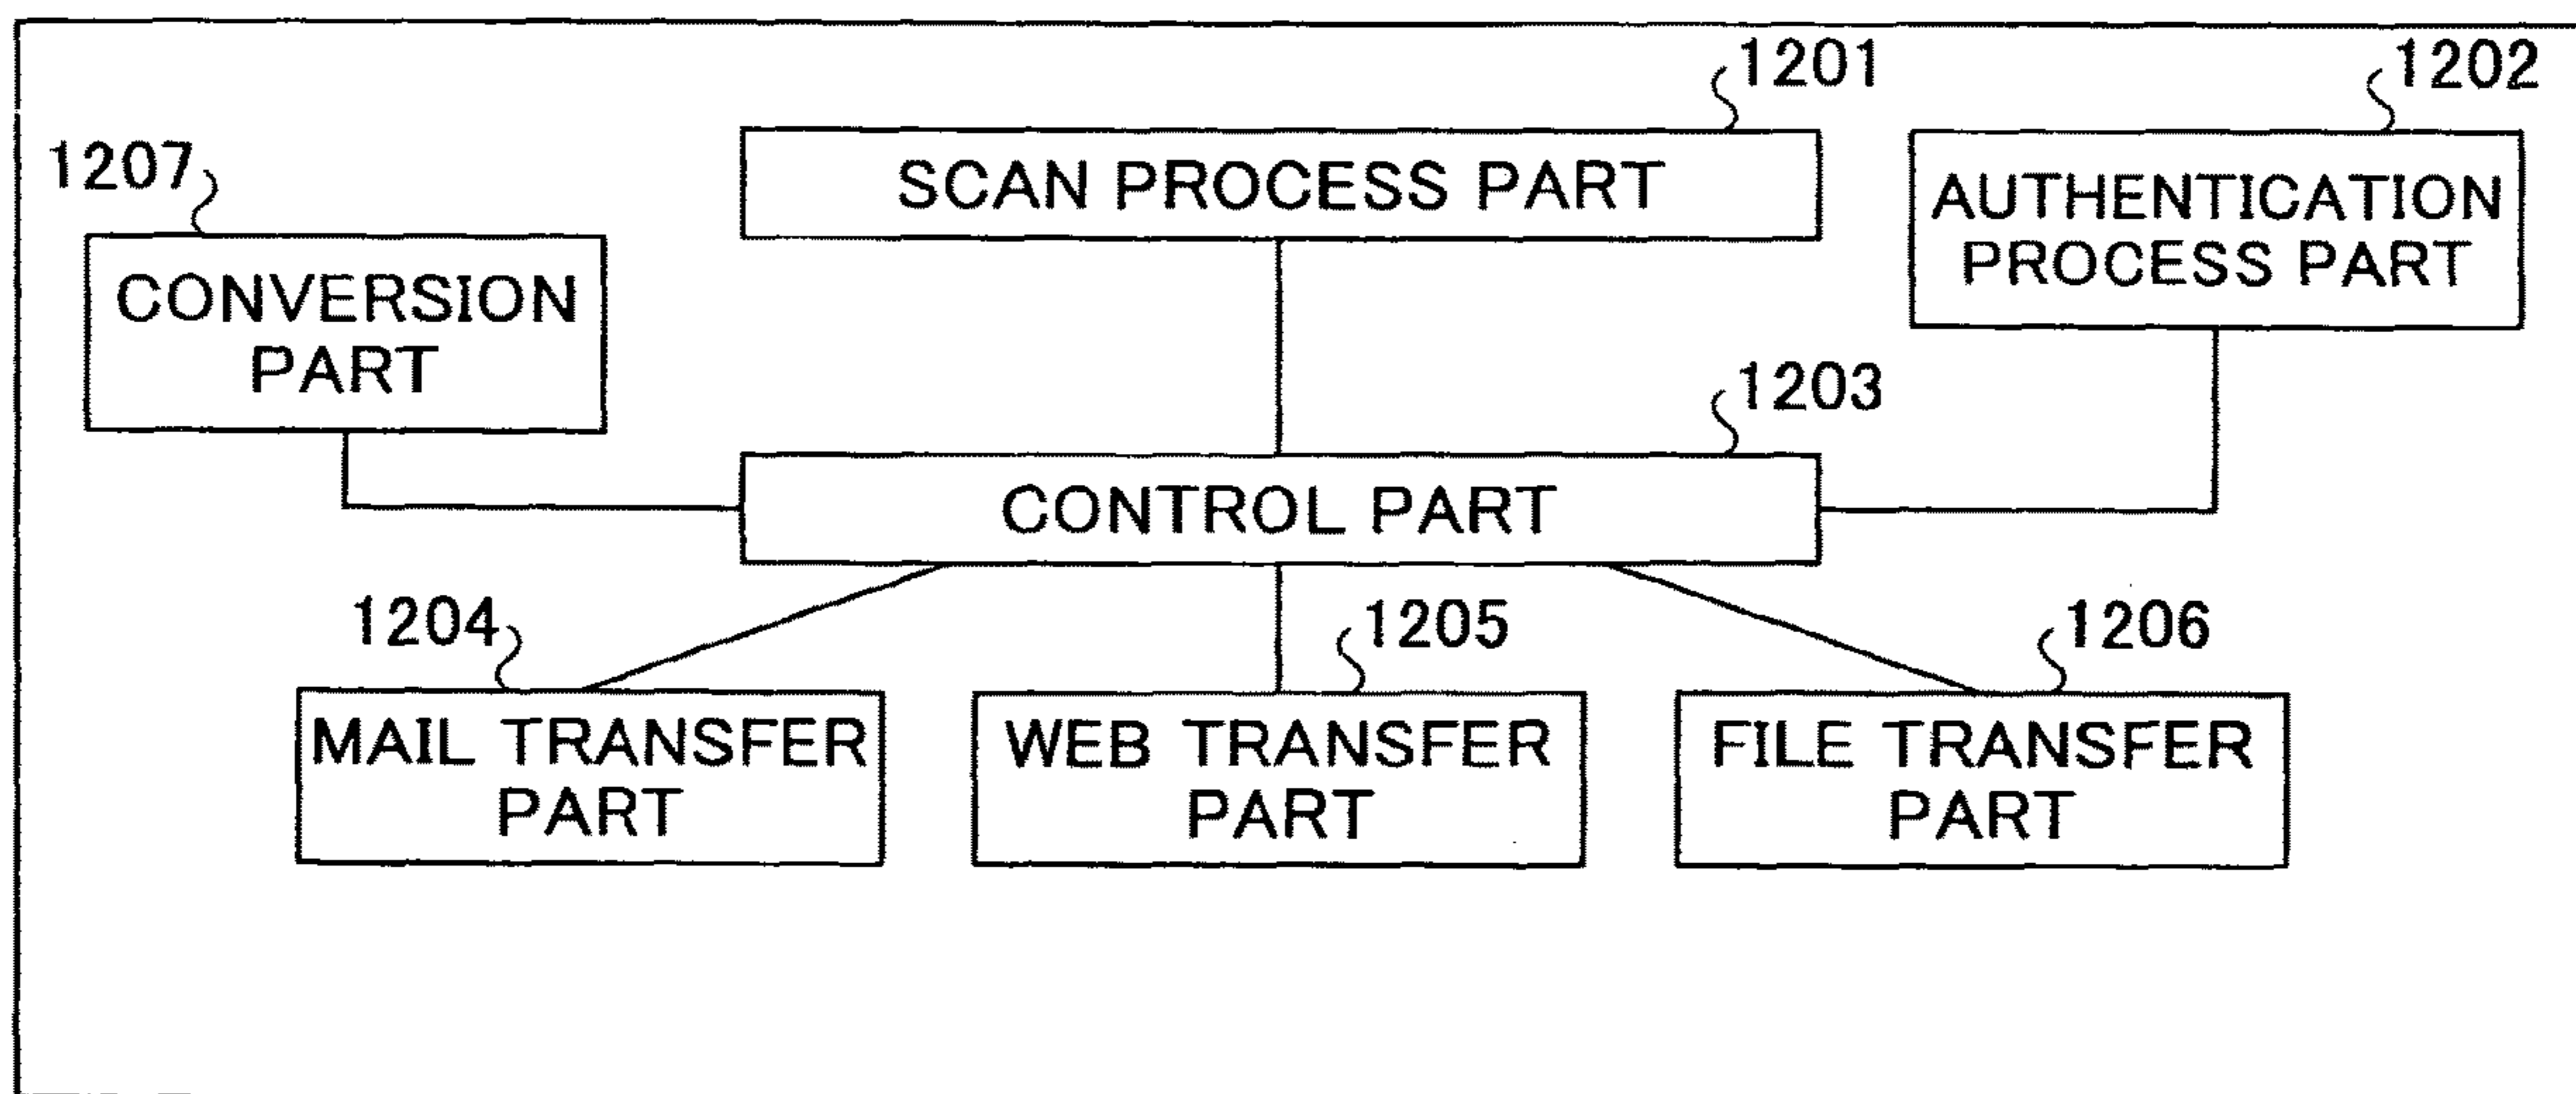 1201
SCAN PROCESS PART
1202
AUTHENTICATION
PROCESS PART
1207
CONVERSION
PART
1203
CONTROL PART
1204
MAIL TRANSFER
PART
1205
WEB TRANSFER
PART
1206
FILE TRANSFER
PART